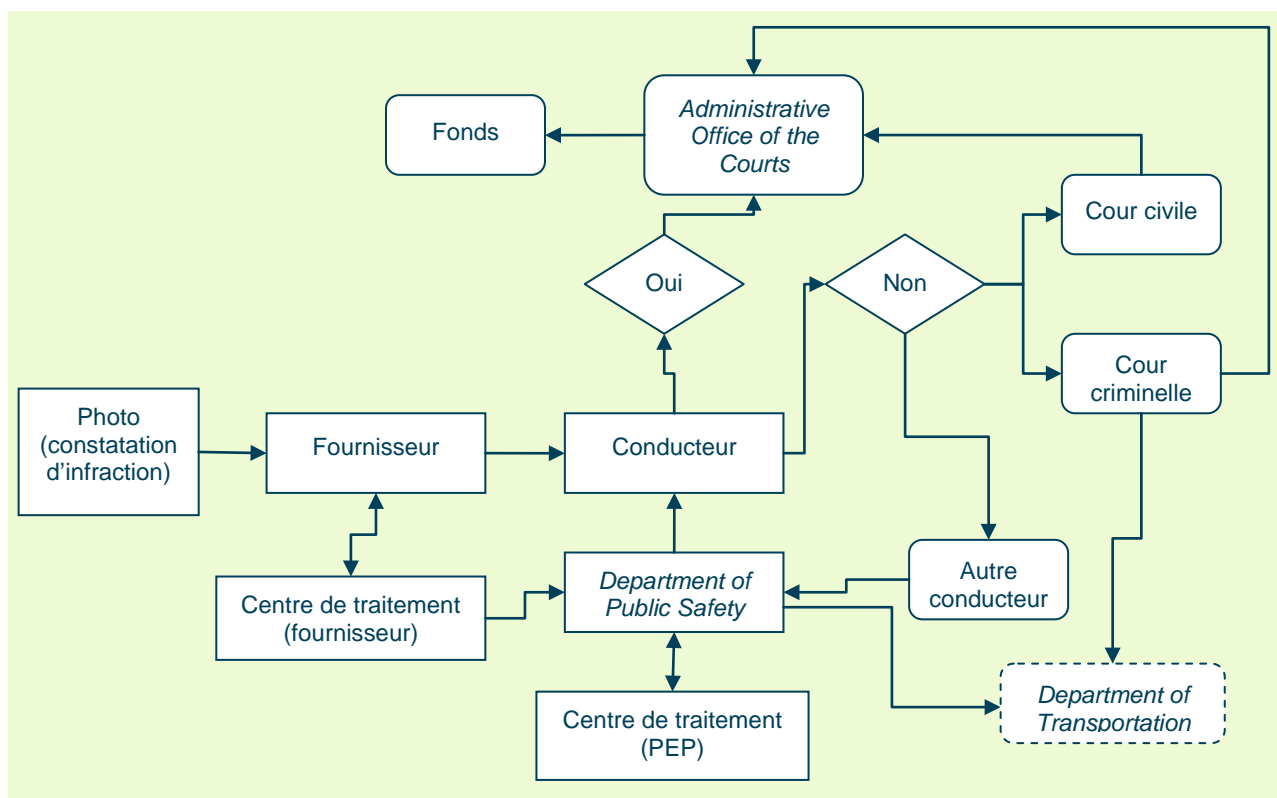 Administrative
Office of the
Courts
Fonds
Cour civile
Oui
Non
Cour
criminelle
Photo
(constatation
d'infraction)
Fournisseur
Conducteur
Centre de traitement
(fournisseur)
Department of
Public Safety
Autre
conducteur
Centre de traitement
(PEP)
Department of
Transportation